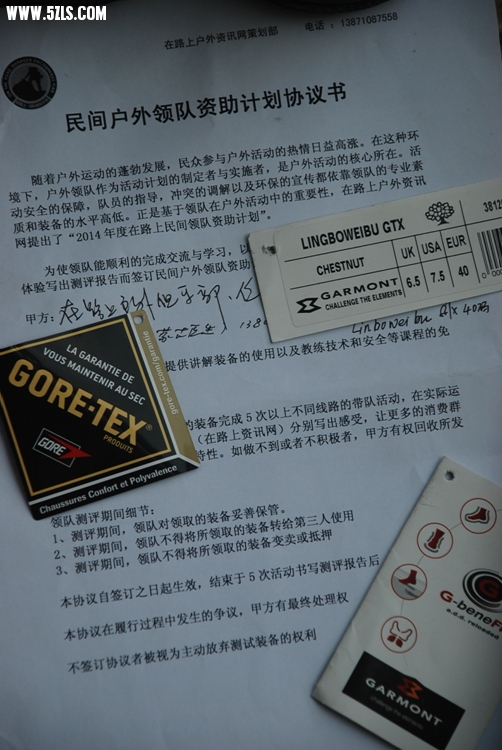 WWW.5ZLS.COM
在路上户外资讯网策划部 电话：13871087558
民间户外领队资助计划协议书
随着户外运动的蓬勃发展，民众参与户外活动的热情日益高涨。在这种环
境下，户外领队作为活动计划的制定者与实施者，是户外活动的核心所在。活
动安全的保障，队员的指导，冲突的调解以及环保的宣传都依靠领队的专业素
质和装备的水平高低。正是基于领队在户外活动中的重要性，在路上户外资讯
网提出了“2014年度在路上民间领队资助计划”。
为使领队能顺利的完成交流与学习，以
体验写出测评报告而签订民间户外领队资助
甲方：在路上户外
LINGBOWEIBU GTX
CHESTNUT
GARMONT
CHALLENGE THE ELEMENTS
UK USA EUR
6.5 7.5 40
3812
000
提供讲解装备的使用以及教练技术和安全等课程的免
LA GARANTIE DE
VOUS MAINTENIR AU SEC
GORE-TEX®
PRODUITS
GORE
Chaussures Confort et Polyvalence
gore-tex.com/garantie
的装备完成5次以上不同线路的带队活动，在实际运
（在路上资讯网）分别写出感受，让更多的消费群
特性。如做不到或者不积极者，甲方有权回收所发
领队测评期间细节：
1、测评期间，领队对领取的装备妥善保管。
2、测评期间，领队不得将所领取的装备转给第三人使用
3、测评期间，领队不得将所领取的装备变卖或抵押
本协议自签订之日起生效，结束于5次活动书写测评报告后
本协议在履行过程中发生的争议，甲方有最终处理权
不签订协议者被视为主动放弃测试装备的权利
G-beneFi
a.c.d. reloaded
GARMONT
challenge the elements